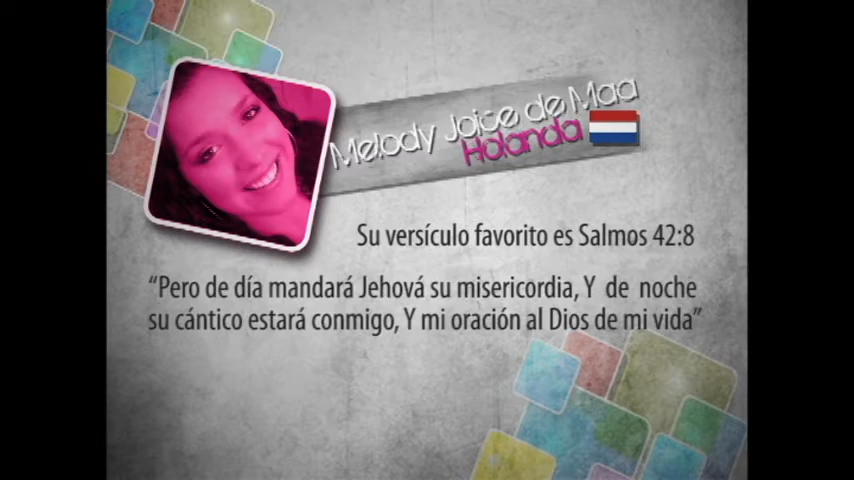 Melody Joice de Maa
Holanda
Su versículo favorito es Salmos 42:8
“Pero de día mandará Jehová su misericordia, Y de noche
su cántico estará conmigo, Y mi oración al Dios de mi vida”